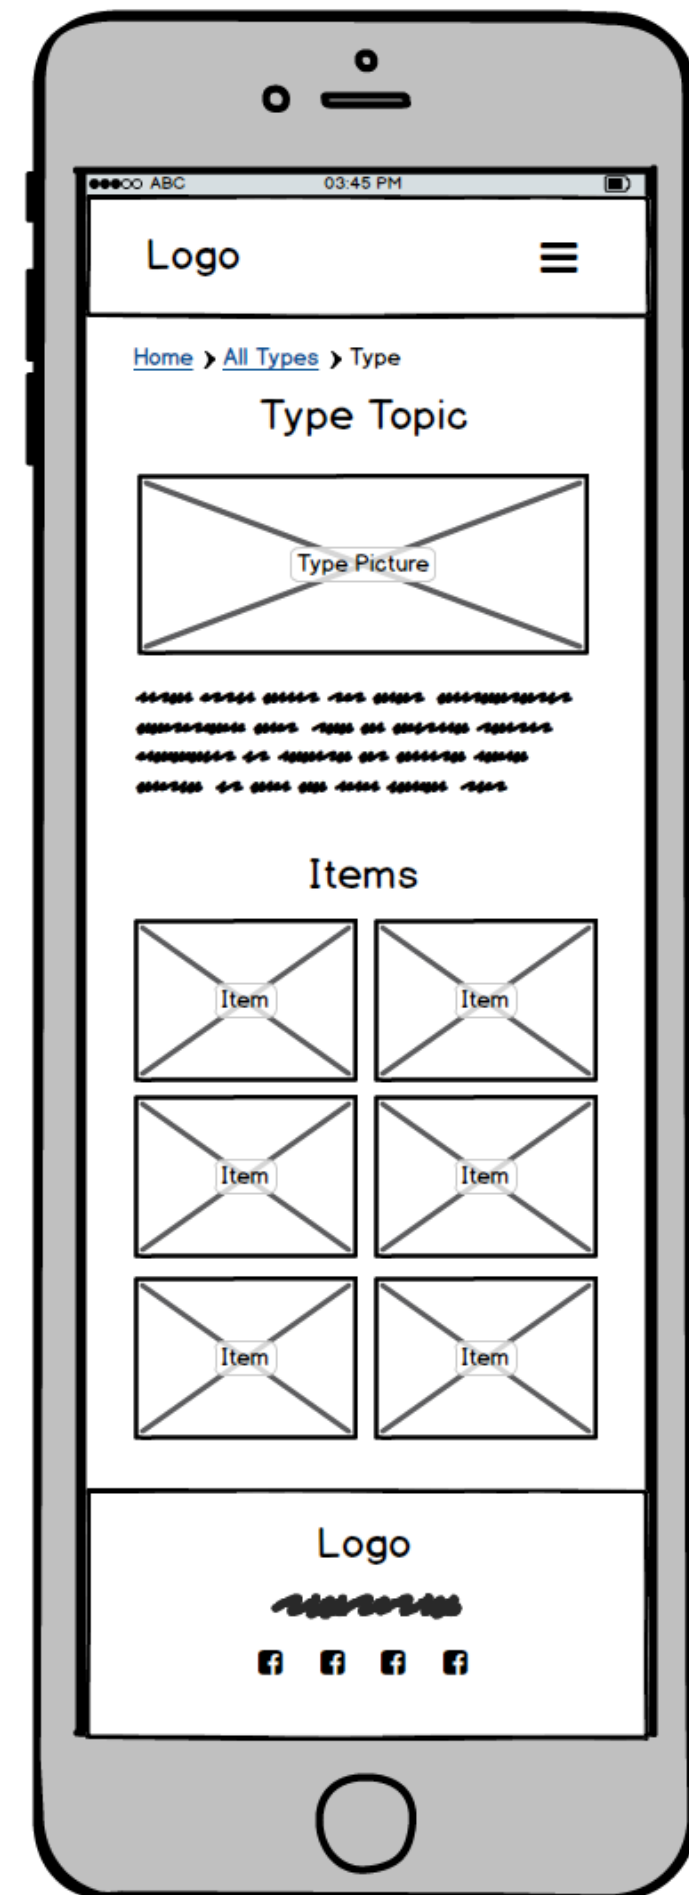 ABC 03:45 PM
Logo
Home > All Types > Type
Type Topic
Type Picture
Items
Item Item
Item Item
Item Item
Logo